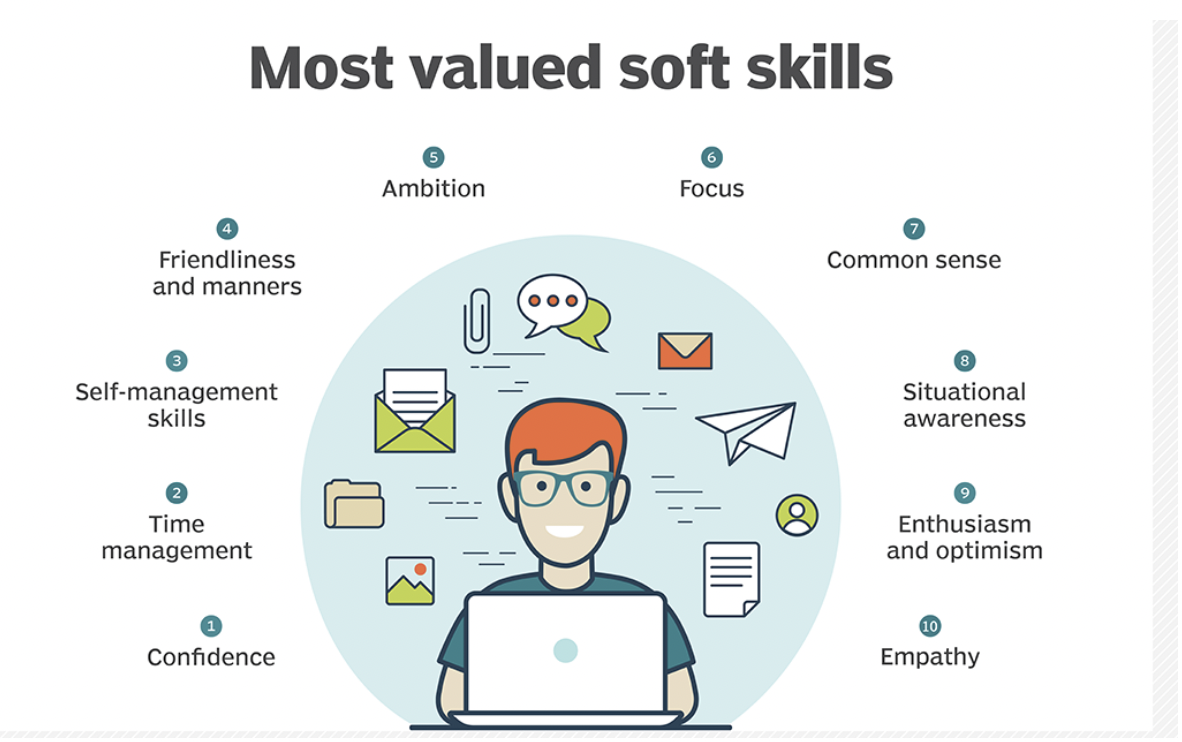 Most valued soft skills
1
Confidence
2
Time
management
3
Self-management
skills
4
Friendliness
and manners
5
Ambition
6
Focus
7
Common sense
8
Situational
awareness
9
Enthusiasm
and optimism
10
Empathy